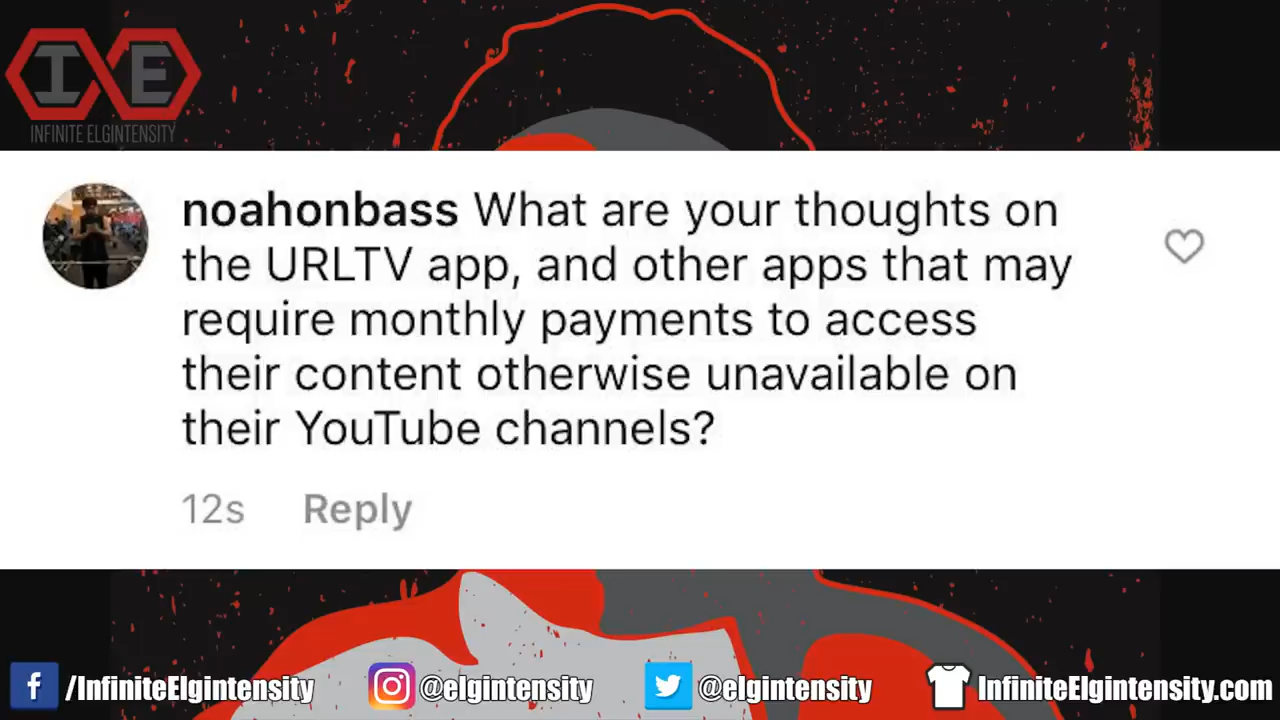 IE
INFINITE ELGINTENSITY
noahonbass What are your thoughts on
the URLTV app, and other apps that may
require monthly payments to access
their content otherwise unavailable on
their YouTube channels?
12s Reply
f /InfiniteElgintensity @elgintensity @elgintensity InfiniteElgintensity.com